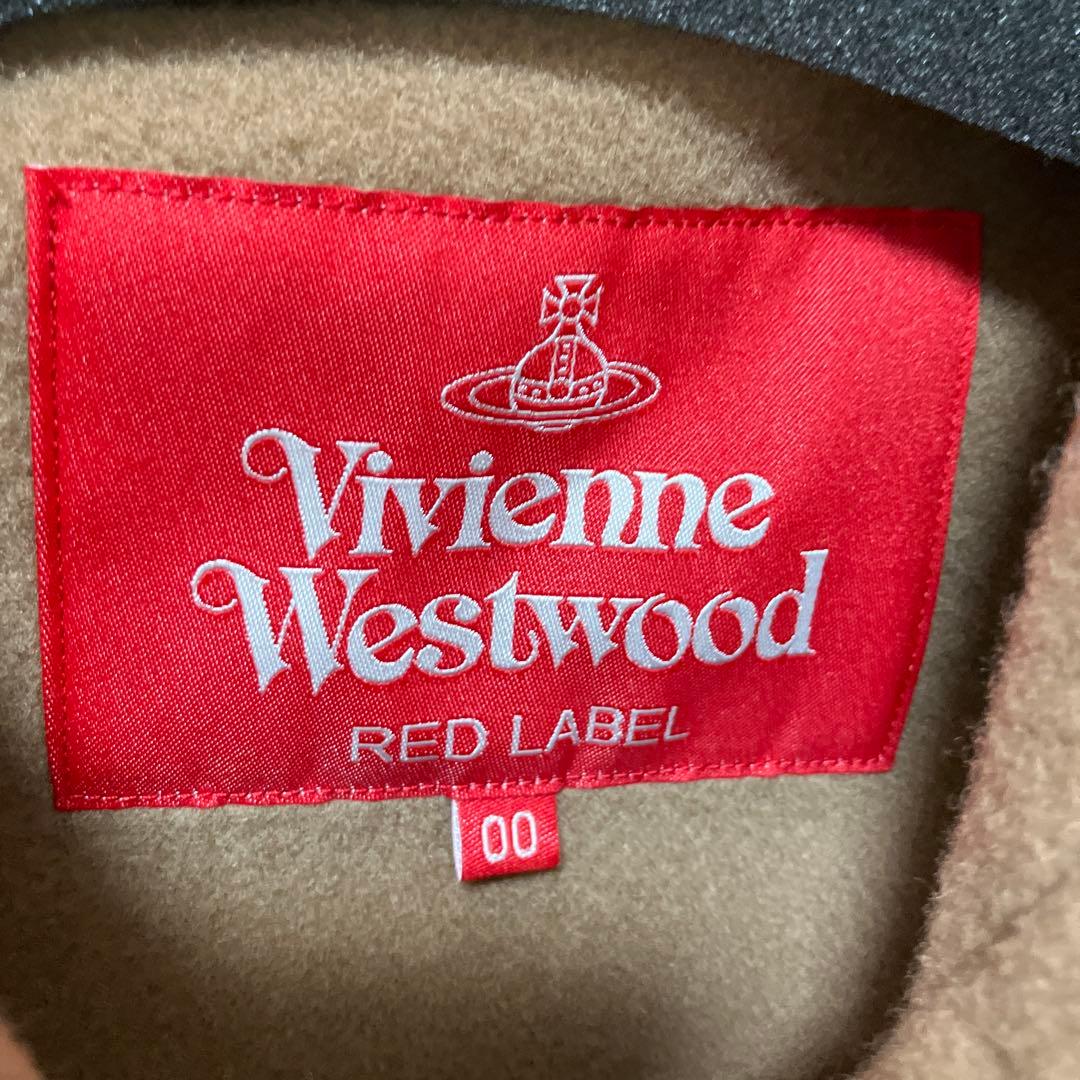 Vivienne
Westwood
RED LABEL
00